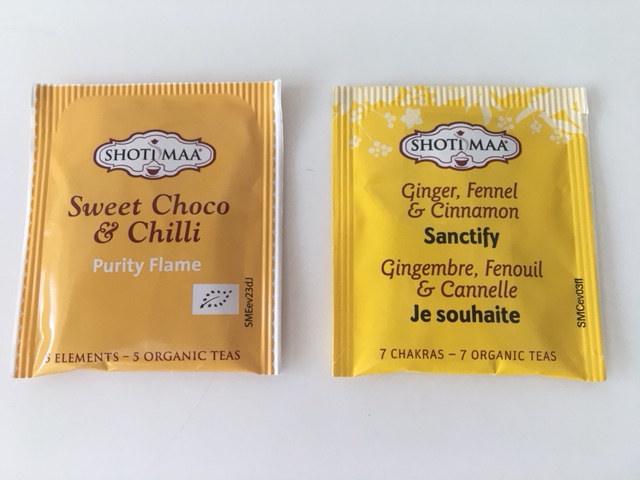 SHOTI MAA
Sweet Choco
& Chilli
Purity Flame
SMEev23dJ
5 ELEMENTS – 5 ORGANIC TEAS
SHOTI MAA
Ginger, Fennel
& Cinnamon
Sanctify
Gingembre, Fenouil
& Cannelle
Je souhaite
SMCev03fl
7 CHAKRAS – 7 ORGANIC TEAS